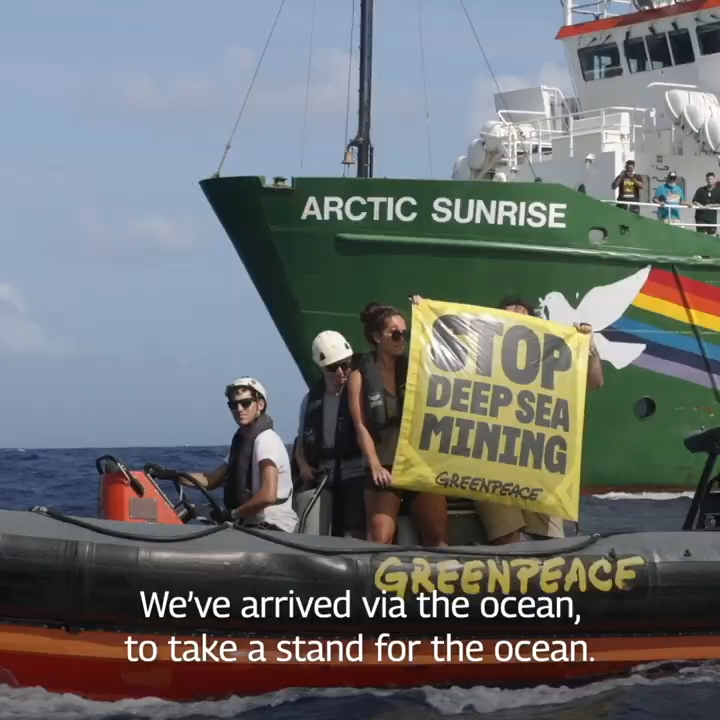 ARCTIC SUNRISE
STOP
DEEP SEA
MINING
GREENPEACE
GREENPEACE
We've arrived via the ocean,
to take a stand for the ocean.